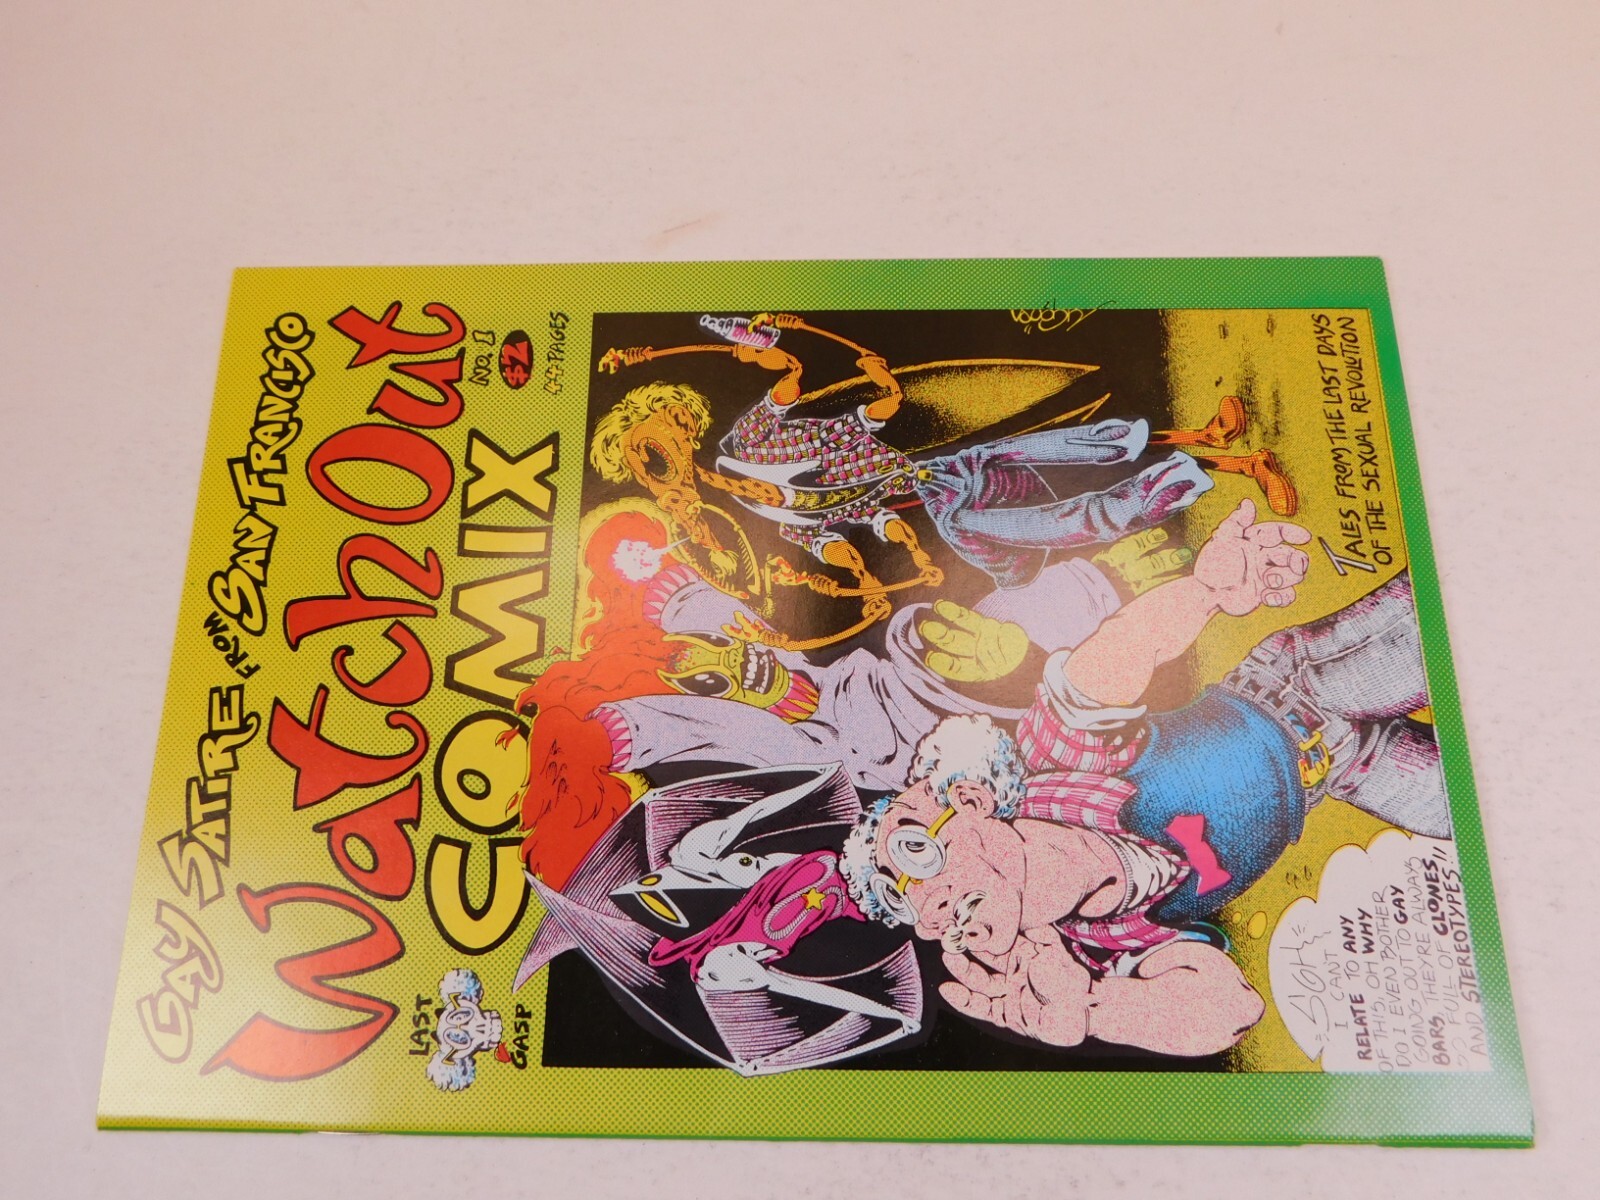 GAY SATIRE FROM SAN FRANCISCO
WatchOut
COMIX
NO. 1
$2
44-PAGES
LAST
GASP
TALES FROM THE LAST DAYS
OF THE SEXUAL REVOLUTION
=SIGH=
I CAN'T
RELATE TO ANY
OF THIS, OH WHY
DO I EVEN BOTHER
GOING OUT TO GAY
BARS, THEY'RE ALWAYS
SO FULL OF CLONES
AND STEREOTYPES!!